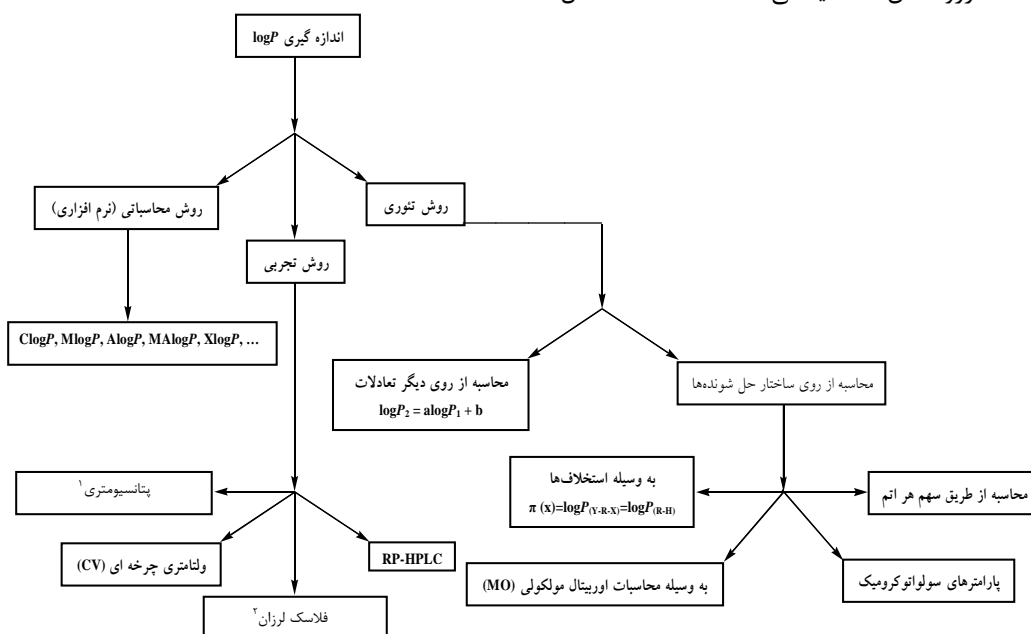 اندازه گیری logP
روش تئوری
روش محاسباتی (نرم افزاری)
روش تجربی
ClogP, MlogP, AlogP, MAlogP, XlogP, ...
محاسبه از روی دیگر تعادلات
logP₂ = alogP₁ + b
محاسبه از روی ساختار حل شونده‌ها
به وسیله استخلاف‌ها
π (x)=logP(Y-R-X)=logP(R-H)
محاسبه از طریق سهم هر اتم
پتانسیومتری۱
RP-HPLC
ولتامتری چرخه ای (CV)
به وسیله محاسبات اوربیتال مولکولی (MO)
پارامترهای سولواتوکرومیک
فلاسک لرزان۲